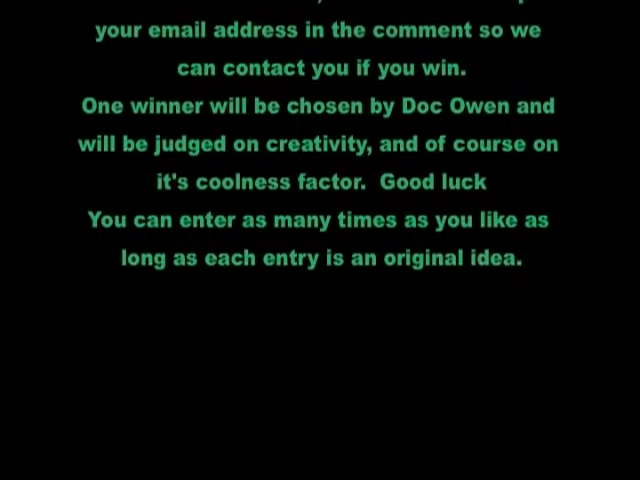 your email address in the comment so we
can contact you if you win.
One winner will be chosen by Doc Owen and
will be judged on creativity, and of course on
it's coolness factor.  Good luck
You can enter as many times as you like as
long as each entry is an original idea.